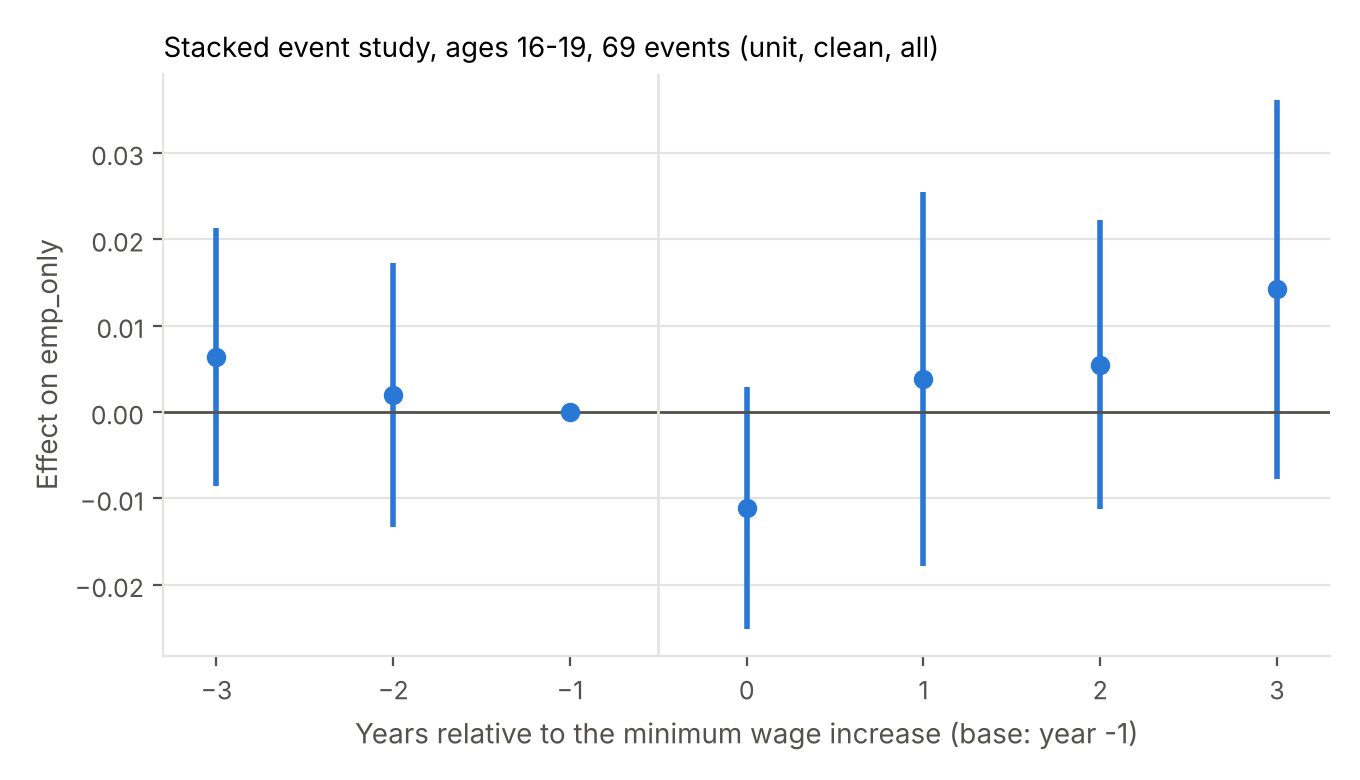 Stacked event study, ages 16-19, 69 events (unit, clean, all)
Effect on emp_only
0.03
0.02
0.01
0.00
−0.01
−0.02
−3 −2 −1 0 1 2 3
Years relative to the minimum wage increase (base: year -1)